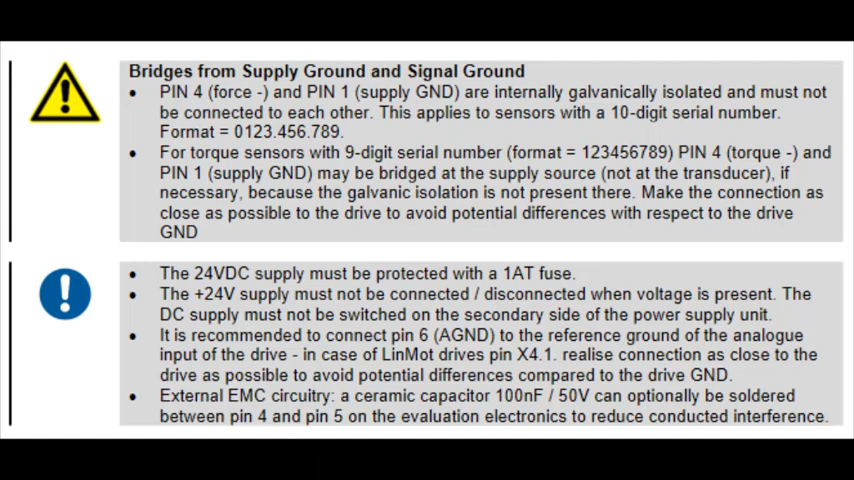 Bridges from Supply Ground and Signal Ground
• PIN 4 (force -) and PIN 1 (supply GND) are internally galvanically isolated and must not
be connected to each other. This applies to sensors with a 10-digit serial number.
Format = 0123.456.789.
• For torque sensors with 9-digit serial number (format = 123456789) PIN 4 (torque -) and
PIN 1 (supply GND) may be bridged at the supply source (not at the transducer), if
necessary, because the galvanic isolation is not present there. Make the connection as
close as possible to the drive to avoid potential differences with respect to the drive
GND
• The 24VDC supply must be protected with a 1AT fuse.
• The +24V supply must not be connected / disconnected when voltage is present. The
DC supply must not be switched on the secondary side of the power supply unit.
• It is recommended to connect pin 6 (AGND) to the reference ground of the analogue
input of the drive - in case of LinMot drives pin X4.1. realise connection as close to the
drive as possible to avoid potential differences compared to the drive GND.
• External EMC circuitry: a ceramic capacitor 100nF / 50V can optionally be soldered
between pin 4 and pin 5 on the evaluation electronics to reduce conducted interference.